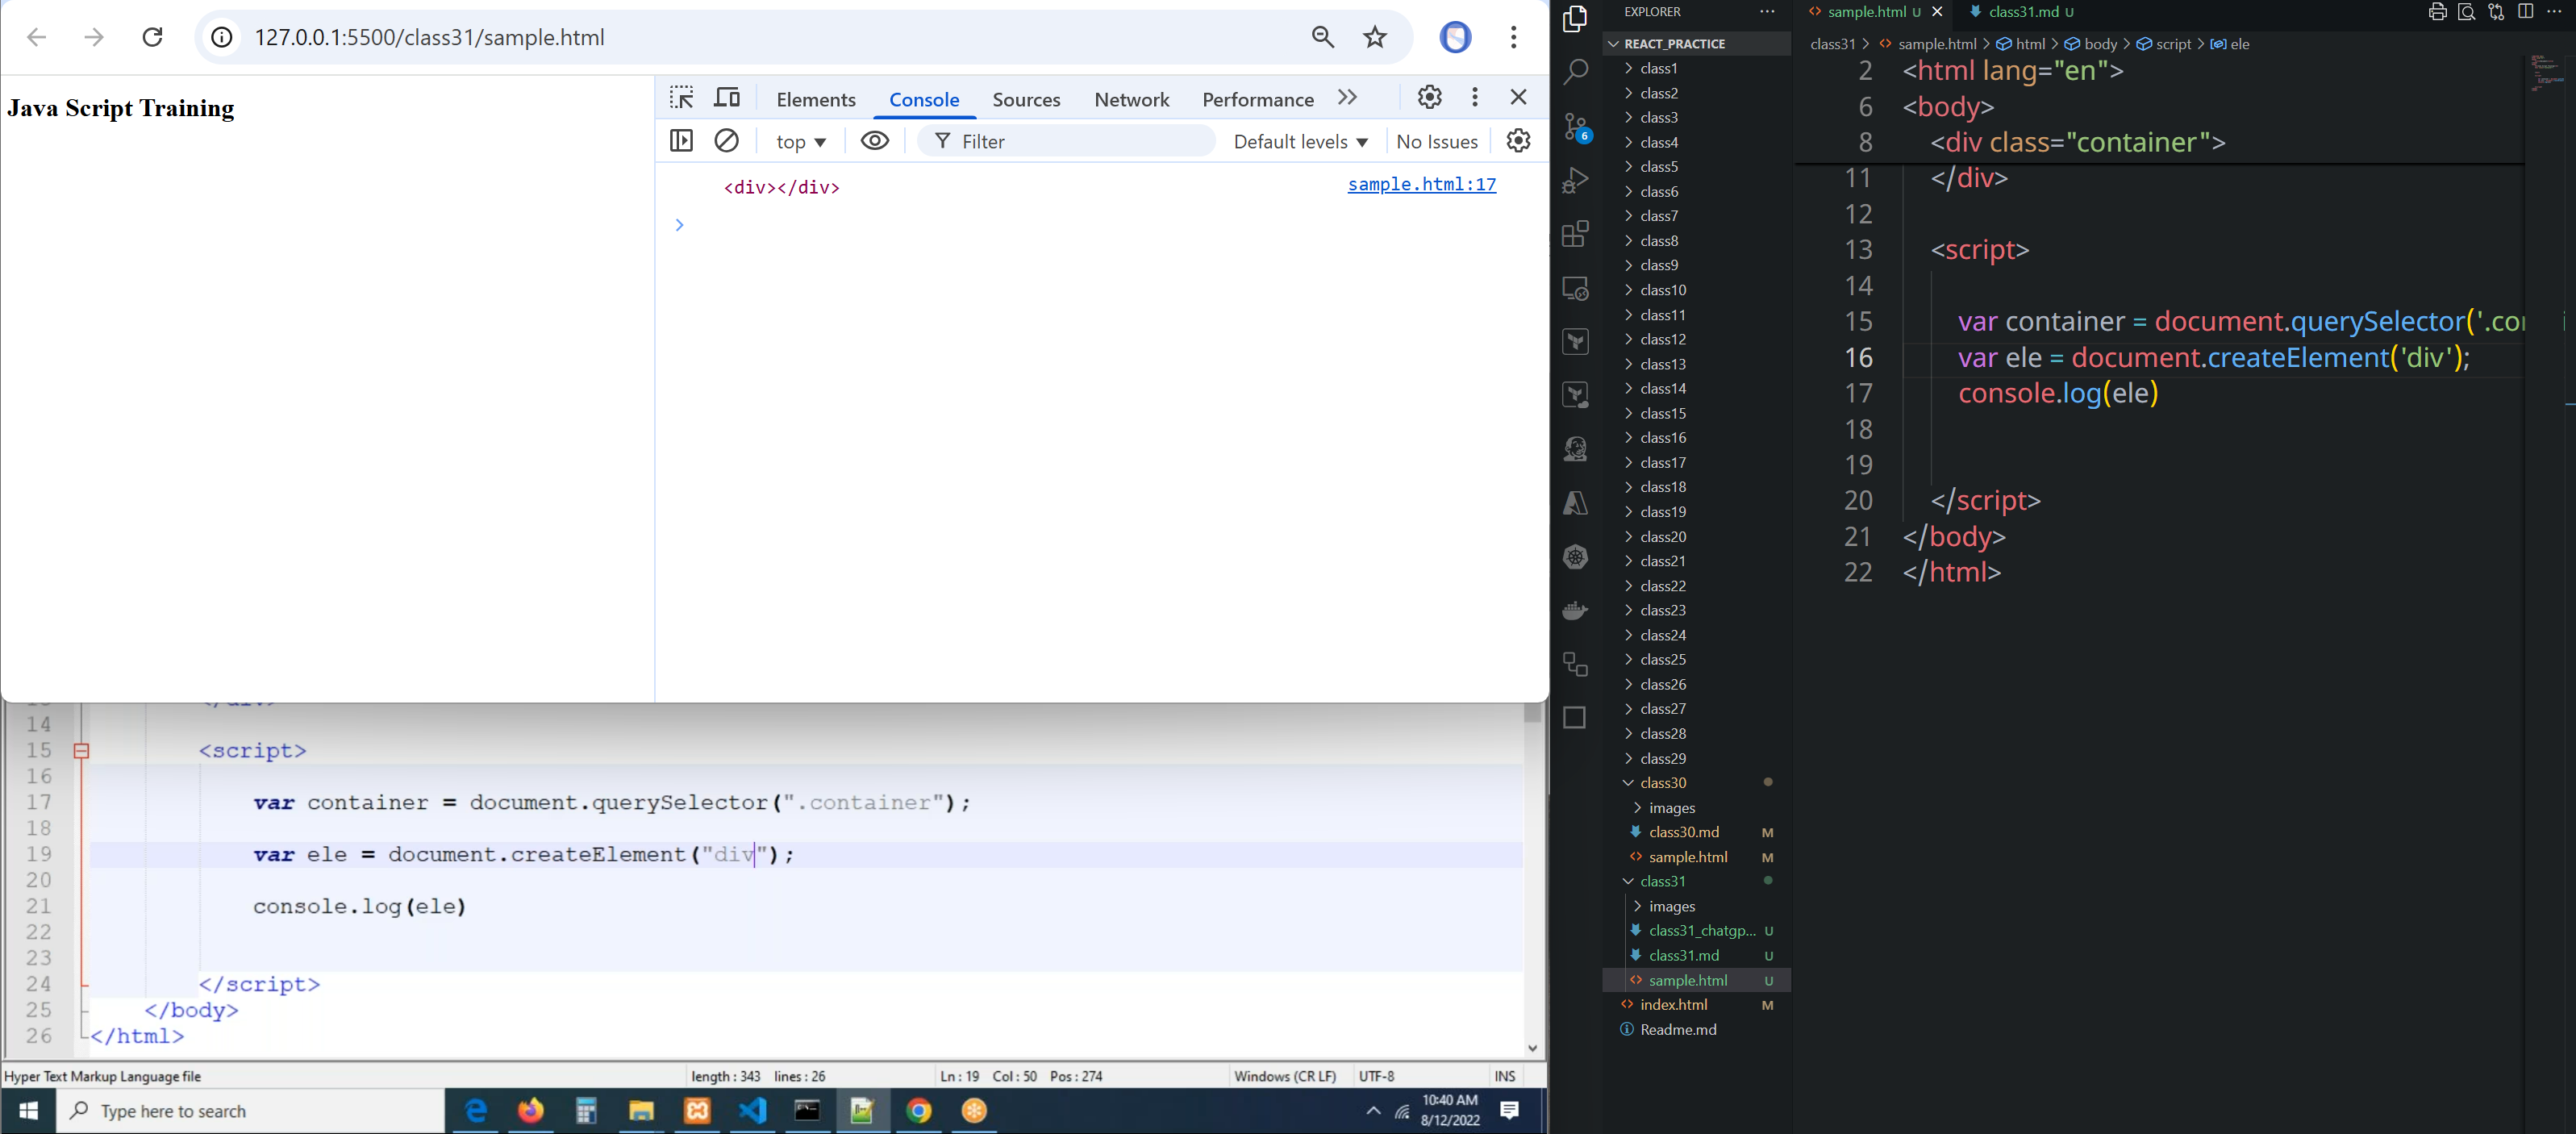 127.0.0.1:5500/class31/sample.html
Java Script Training
Elements Console Sources Network Performance
top Filter Default levels No Issues
<div></div> sample.html:17
14
15 <script>
16
17 var container = document.querySelector(".container");
18
19 var ele = document.createElement("div");
20
21 console.log(ele)
22
23
24 </script>
25 </body>
26 </html>
Hyper Text Markup Language file length : 343 lines : 26 Ln : 19 Col : 50 Pos : 274 Windows (CR LF) UTF-8 INS
Type here to search
10:40 AM
8/12/2022
6
EXPLORER
REACT_PRACTICE
class1
class2
class3
class4
class5
class6
class7
class8
class9
class10
class11
class12
class13
class14
class15
class16
class17
class18
class19
class20
class21
class22
class23
class24
class25
class26
class27
class28
class29
class30
images
class30.md M
sample.html M
class31
images
class31_chatgp... U
class31.md U
sample.html U
index.html M
Readme.md
sample.html U class31.md U
class31 > sample.html > html > body > script > ele
2 <html lang="en">
6 <body>
8 <div class="container">
11 </div>
12
13 <script>
14
15 var container = document.querySelector('.con
16 var ele = document.createElement('div');
17 console.log(ele)
18
19
20 </script>
21 </body>
22 </html>